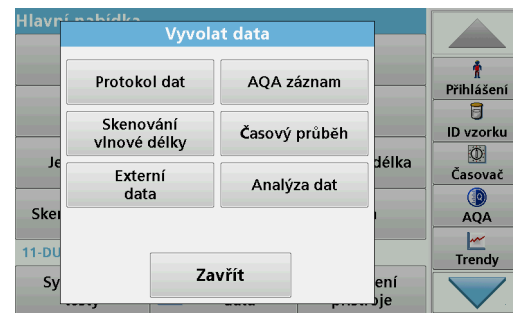 Hlavní nabídka
Vyvolat data
Protokol dat
AQA záznam
Skenování
vlnové délky
Časový průběh
Externí
data
Analýza dat
Zavřít
Je
délka
Sken
11-DU
Sy
ení
Přihlášení
ID vzorku
Časovač
AQA
Trendy